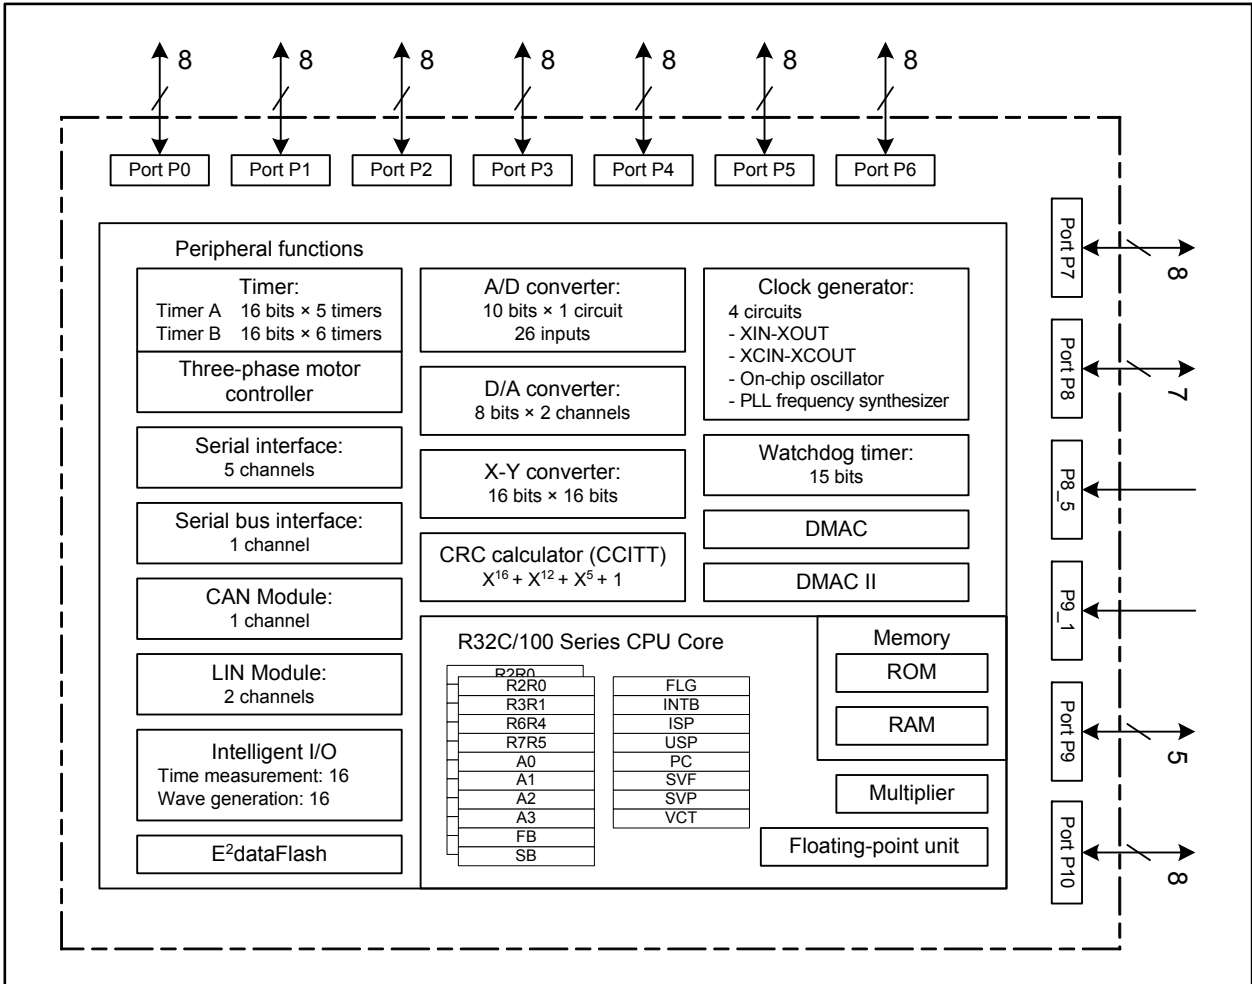 8
8
8
8
8
8
8
Port P0
Port P1
Port P2
Port P3
Port P4
Port P5
Port P6
Peripheral functions
Timer:
Timer A 16 bits × 5 timers
Timer B 16 bits × 6 timers
Three-phase motor
controller
Serial interface:
5 channels
Serial bus interface:
1 channel
CAN Module:
1 channel
LIN Module:
2 channels
Intelligent I/O
Time measurement: 16
Wave generation: 16
E²dataFlash
A/D converter:
10 bits × 1 circuit
26 inputs
D/A converter:
8 bits × 2 channels
X-Y converter:
16 bits × 16 bits
CRC calculator (CCITT)
X¹⁶ + X¹² + X⁵ + 1
Clock generator:
4 circuits
- XIN-XOUT
- XCIN-XCOUT
- On-chip oscillator
- PLL frequency synthesizer
Watchdog timer:
15 bits
DMAC
DMAC II
R32C/100 Series CPU Core
R2R0
R2R0
R3R1
R6R4
R7R5
A0
A1
A2
A3
FB
SB
FLG
INTB
ISP
USP
PC
SVF
SVP
VCT
Memory
ROM
RAM
Multiplier
Floating-point unit
Port P7
8
Port P8
7
P8_5
P9_1
Port P9
5
Port P10
8